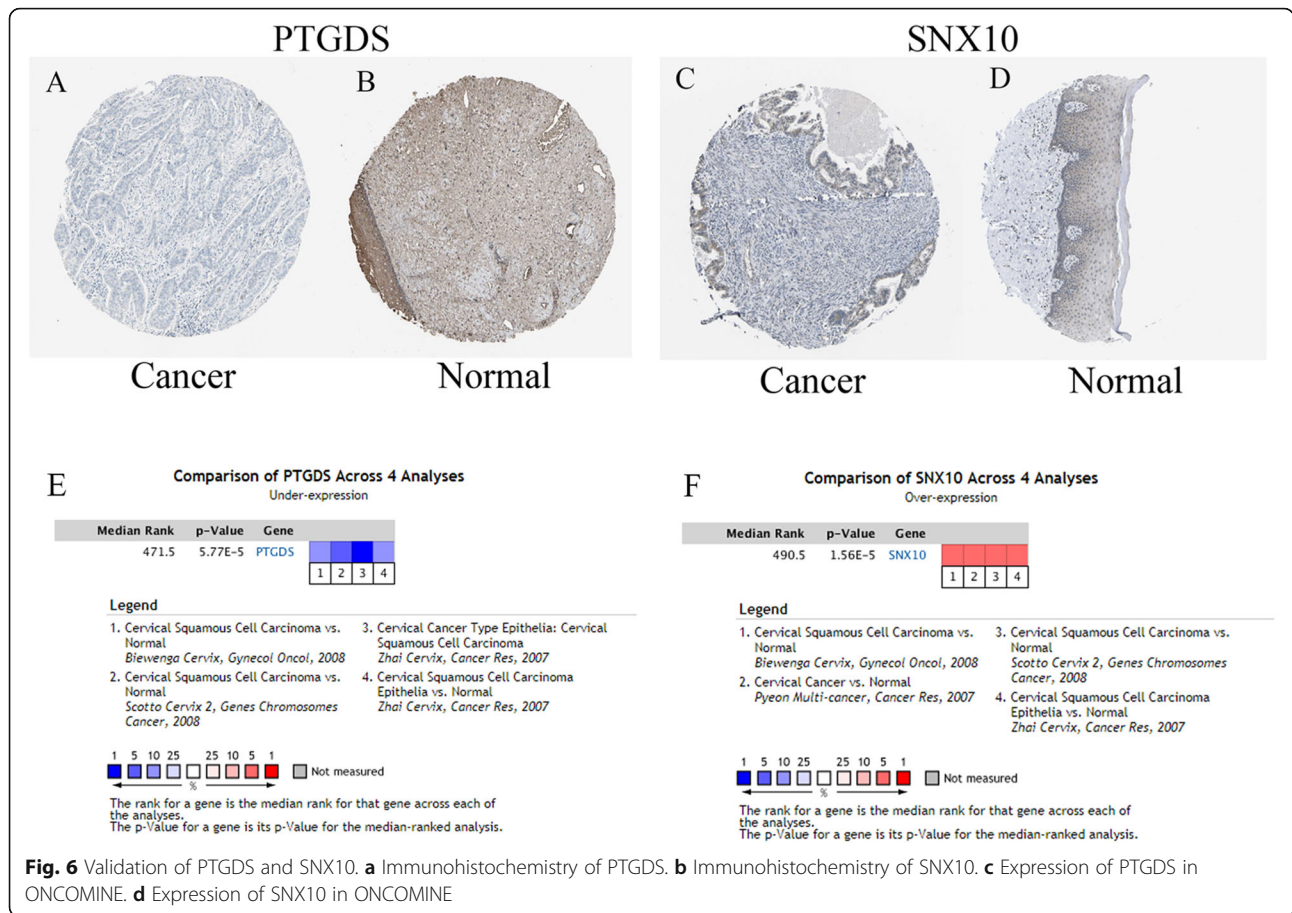 PTGDS
SNX10
A
B
C
D
Cancer
Normal
Cancer
Normal
E
Comparison of PTGDS Across 4 Analyses
Under-expression
Median Rank p-Value Gene
471.5 5.77E-5 PTGDS
1 2 3 4
Legend
1. Cervical Squamous Cell Carcinoma vs.
Normal
Biewenga Cervix, Gynecol Oncol, 2008
2. Cervical Squamous Cell Carcinoma vs.
Normal
Scotto Cervix 2, Genes Chromosomes
Cancer, 2008
3. Cervical Cancer Type Epithelia: Cervical
Squamous Cell Carcinoma
Zhai Cervix, Cancer Res, 2007
4. Cervical Squamous Cell Carcinoma
Epithelia vs. Normal
Zhai Cervix, Cancer Res, 2007
1 5 10 25 25 10 5 1
Not measured
%
The rank for a gene is the median rank for that gene across each of
the analyses.
The p-Value for a gene is its p-Value for the median-ranked analysis.
F
Comparison of SNX10 Across 4 Analyses
Over-expression
Median Rank p-Value Gene
490.5 1.56E-5 SNX10
1 2 3 4
Legend
1. Cervical Squamous Cell Carcinoma vs.
Normal
Biewenga Cervix, Gynecol Oncol, 2008
2. Cervical Cancer vs. Normal
Pyeon Multi-cancer, Cancer Res, 2007
3. Cervical Squamous Cell Carcinoma vs.
Normal
Scotto Cervix 2, Genes Chromosomes
Cancer, 2008
4. Cervical Squamous Cell Carcinoma
Epithelia vs. Normal
Zhai Cervix, Cancer Res, 2007
1 5 10 25 25 10 5 1
Not measured
%
The rank for a gene is the median rank for that gene across each of
the analyses.
The p-Value for a gene is its p-Value for the median-ranked analysis.
Fig. 6 Validation of PTGDS and SNX10. a Immunohistochemistry of PTGDS. b Immunohistochemistry of SNX10. c Expression of PTGDS in
ONCOMINE. d Expression of SNX10 in ONCOMINE